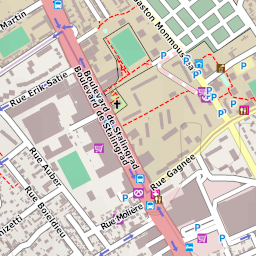 Martin
Gaston Monmousseau
Rue Erik Satie
Boulevard de Stalingrad
Boulevard de Stalingrad
Rue Auber
Rue Gagnée
Rue Molière
Rue Boieldieu
nizetti
P
P
P
P
P
P
P
P
P